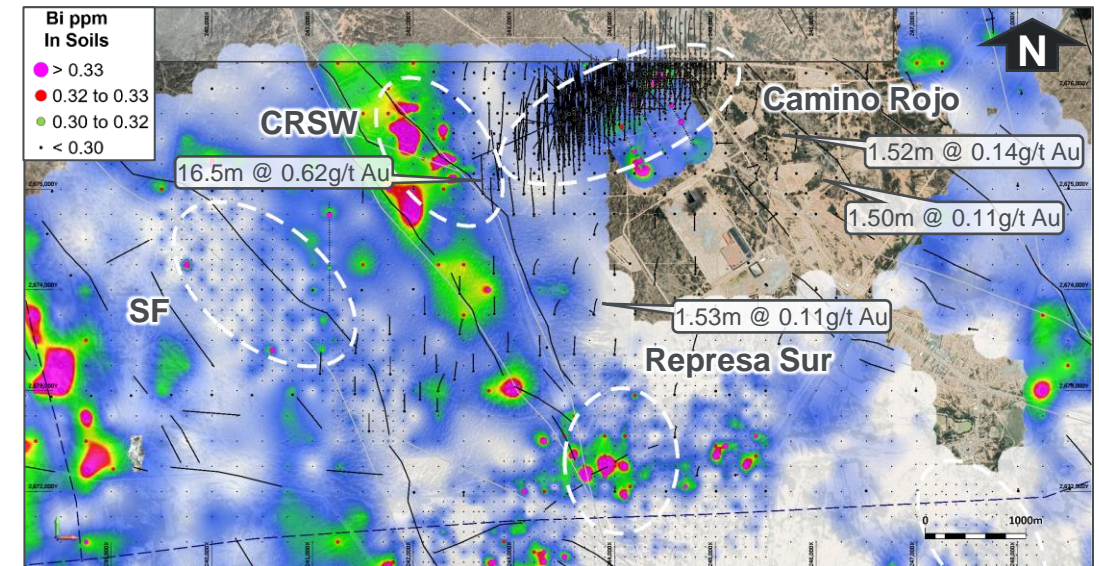 Bi ppm
In Soils
> 0.33
0.32 to 0.33
0.30 to 0.32
< 0.30
N
CRSW
Camino Rojo
16.5m @ 0.62g/t Au
1.52m @ 0.14g/t Au
1.50m @ 0.11g/t Au
SF
1.53m @ 0.11g/t Au
Represa Sur
0 1000m